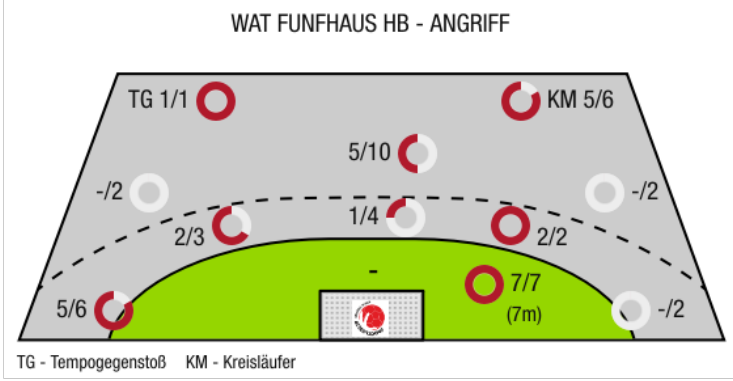 WAT FUNFHAUS HB - ANGRIFF
TG 1/1
KM 5/6
5/10
-/2
-/2
2/3
1/4
2/2
-
5/6
7/7
(7m)
-/2
TG - Tempogegenstoß KM - Kreisläufer